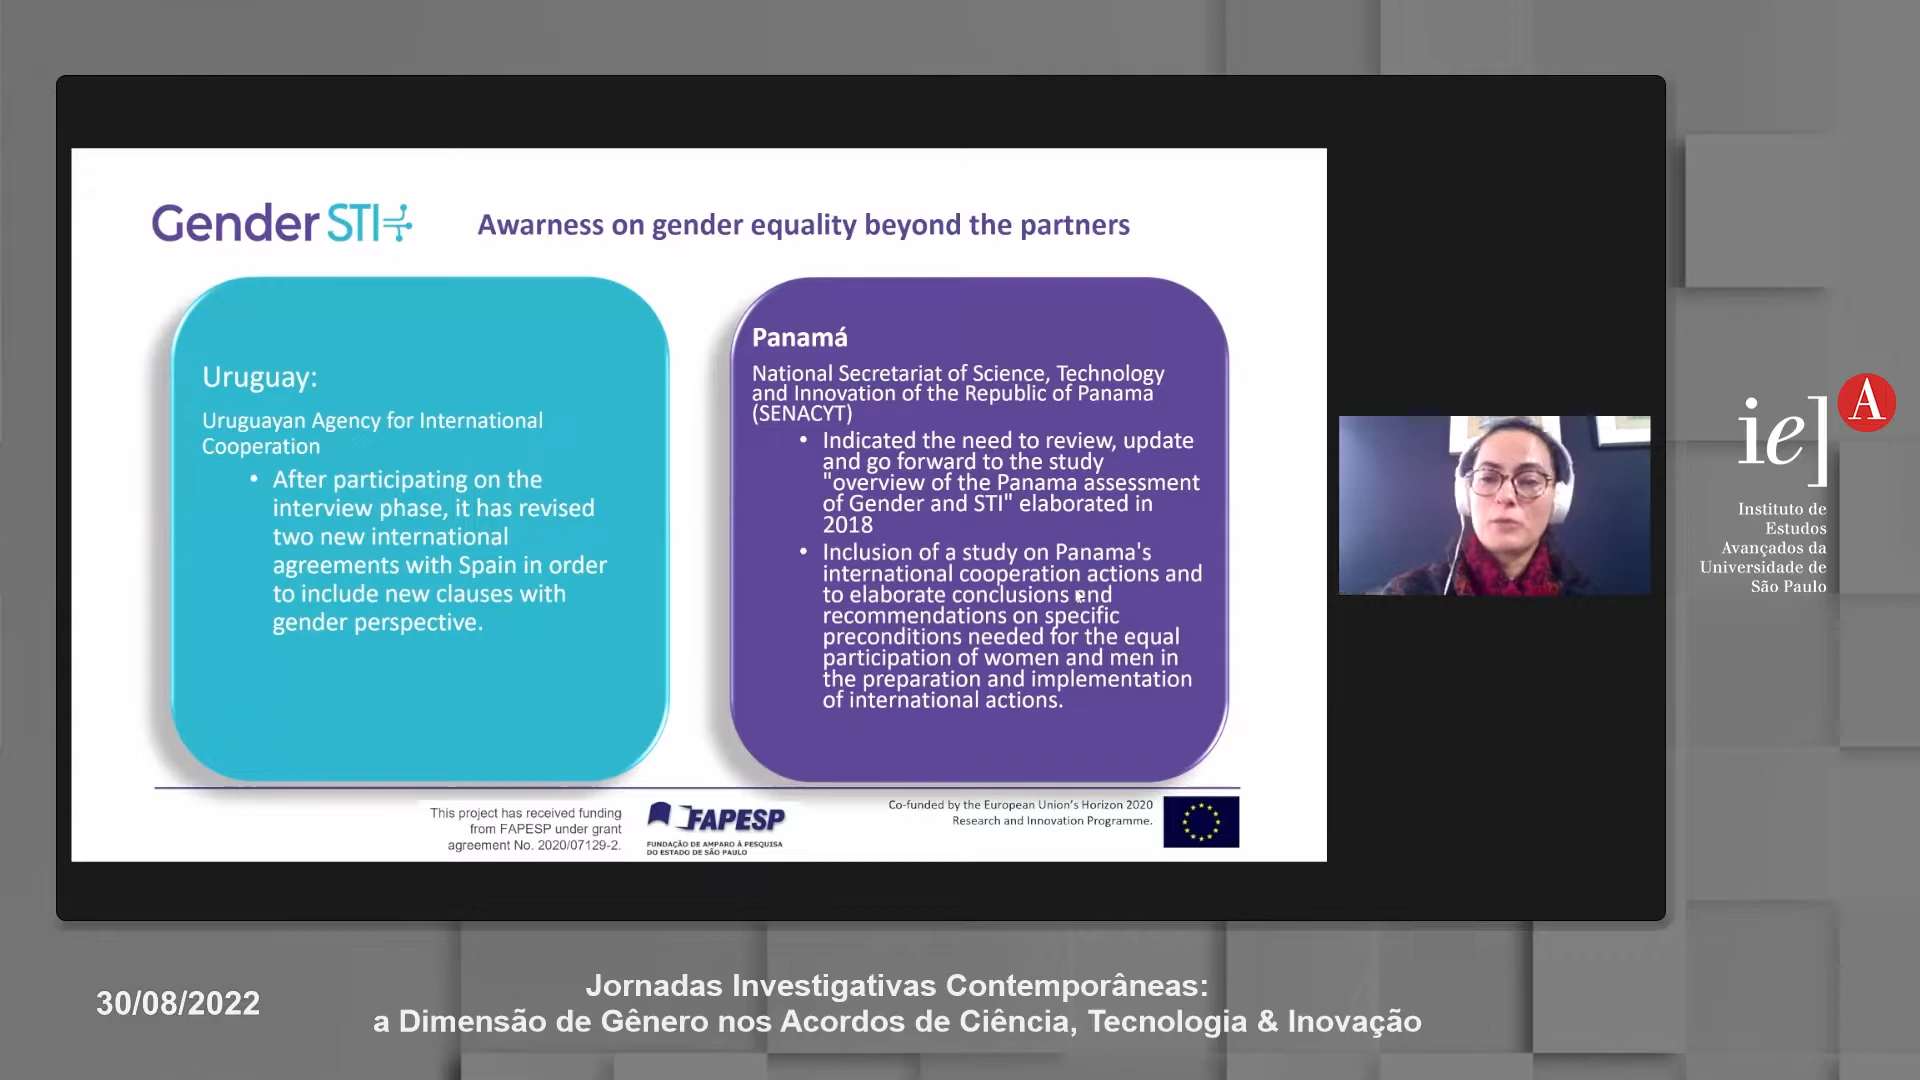 Gender STI
Awarness on gender equality beyond the partners
Uruguay:
Uruguayan Agency for International
Cooperation
• After participating on the
interview phase, it has revised
two new international
agreements with Spain in order
to include new clauses with
gender perspective.
Panamá
National Secretariat of Science, Technology
and Innovation of the Republic of Panama
(SENACYT)
• Indicated the need to review, update
and go forward to the study
"overview of the Panama assessment
of Gender and STI" elaborated in
2018
• Inclusion of a study on Panama's
international cooperation actions and
to elaborate conclusions and
recommendations on specific
preconditions needed for the equal
participation of women and men in
the preparation and implementation
of international actions.
This project has received funding
from FAPESP under grant
agreement No. 2020/07129-2.
FAPESP
FUNDAÇÃO DE AMPARO À PESQUISA
DO ESTADO DE SÃO PAULO
Co-funded by the European Union's Horizon 2020
Research and Innovation Programme.
ie] A
Instituto de
Estudos
Avançados da
Universidade de
São Paulo
30/08/2022
Jornadas Investigativas Contemporâneas:
a Dimensão de Gênero nos Acordos de Ciência, Tecnologia & Inovação